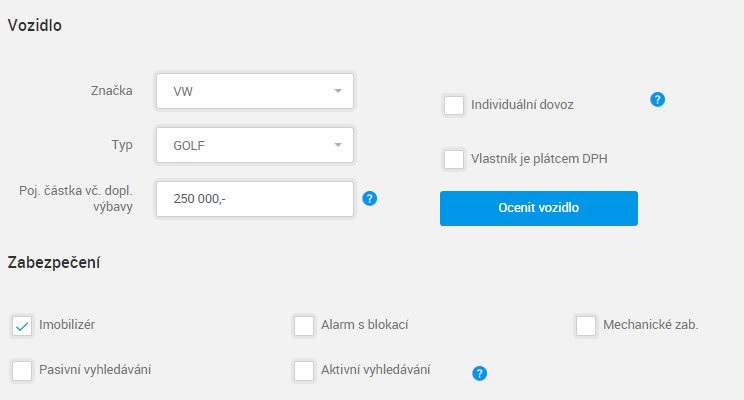 Vozidlo
Značka
VW
Individuální dovoz
?
Typ
GOLF
Vlastník je plátcem DPH
Poj. částka vč. dopl.
výbavy
250 000,-
?
Ocenit vozidlo
Zabezpečení
Imobilizér
Alarm s blokací
Mechanické zab.
Pasivní vyhledávání
Aktivní vyhledávání
?